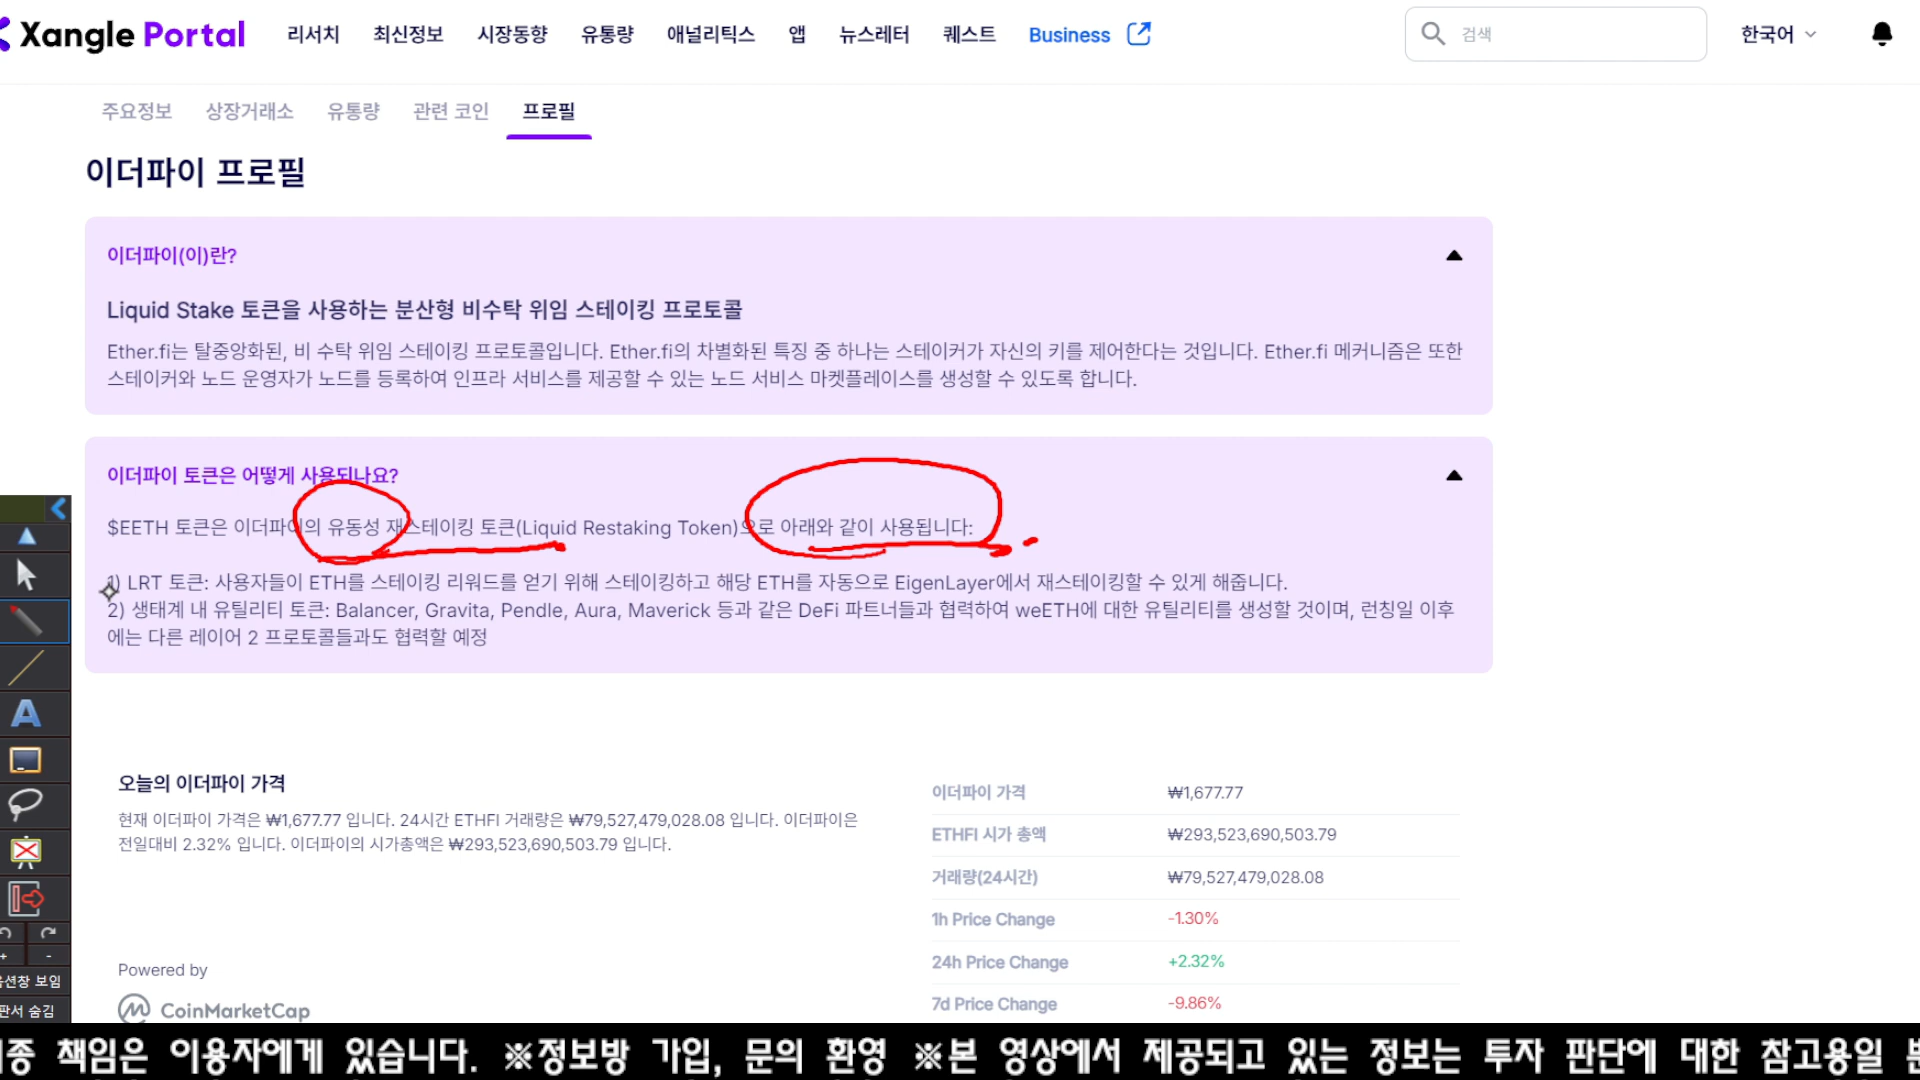 Xangle Portal 리서치 최신정보 시장동향 유통량 애널리틱스 앱 뉴스레터 퀘스트 Business 검색 한국어
주요정보 상장거래소 유통량 관련 코인 프로필
이더파이 프로필
이더파이(이)란?
Liquid Stake 토큰을 사용하는 분산형 비수탁 위임 스테이킹 프로토콜
Ether.fi는 탈중앙화된, 비 수탁 위임 스테이킹 프로토콜입니다. Ether.fi의 차별화된 특징 중 하나는 스테이커가 자신의 키를 제어한다는 것입니다. Ether.fi 메커니즘은 또한
스테이커와 노드 운영자가 노드를 등록하여 인프라 서비스를 제공할 수 있는 노드 서비스 마켓플레이스를 생성할 수 있도록 합니다.
이더파이 토큰은 어떻게 사용되나요?
$EETH 토큰은 이더파이의 유동성 재스테이킹 토큰(Liquid Restaking Token)으로 아래와 같이 사용됩니다:
1) LRT 토큰: 사용자들이 ETH를 스테이킹 리워드를 얻기 위해 스테이킹하고 해당 ETH를 자동으로 EigenLayer에서 재스테이킹할 수 있게 해줍니다.
2) 생태계 내 유틸리티 토큰: Balancer, Gravita, Pendle, Aura, Maverick 등과 같은 DeFi 파트너들과 협력하여 weETH에 대한 유틸리티를 생성할 것이며, 런칭일 이후
에는 다른 레이어 2 프로토콜들과도 협력할 예정
오늘의 이더파이 가격
현재 이더파이 가격은 ₩1,677.77 입니다. 24시간 ETHFI 거래량은 ₩79,527,479,028.08 입니다. 이더파이은
전일대비 2.32% 입니다. 이더파이의 시가총액은 ₩293,523,690,503.79 입니다.
Powered by
CoinMarketCap
이더파이 가격 ₩1,677.77
ETHFI 시가 총액 ₩293,523,690,503.79
거래량(24시간) ₩79,527,479,028.08
1h Price Change -1.30%
24h Price Change +2.32%
7d Price Change -9.86%
A
+ -
션창 보임
판서 숨김
종 책임은 이용자에게 있습니다. ※정보방 가입, 문의 환영 ※본 영상에서 제공되고 있는 정보는 투자 판단에 대한 참고용일